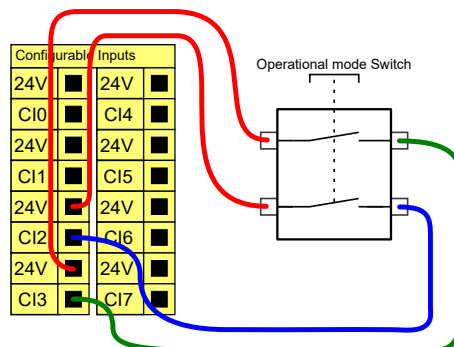 Configurable Inputs
24V 24V
CI0 CI4
24V 24V
CI1 CI5
24V 24V
CI2 CI6
24V 24V
CI3 CI7
Operational mode Switch